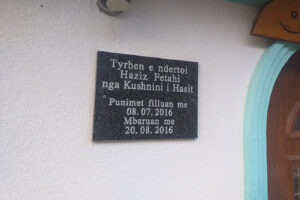 Tyrben e ndertoi
Haziz Fetahi
nga Kushnini i Hasit
Punimet filluan me
08.07.2016
Mbaruan me
20.08.2016